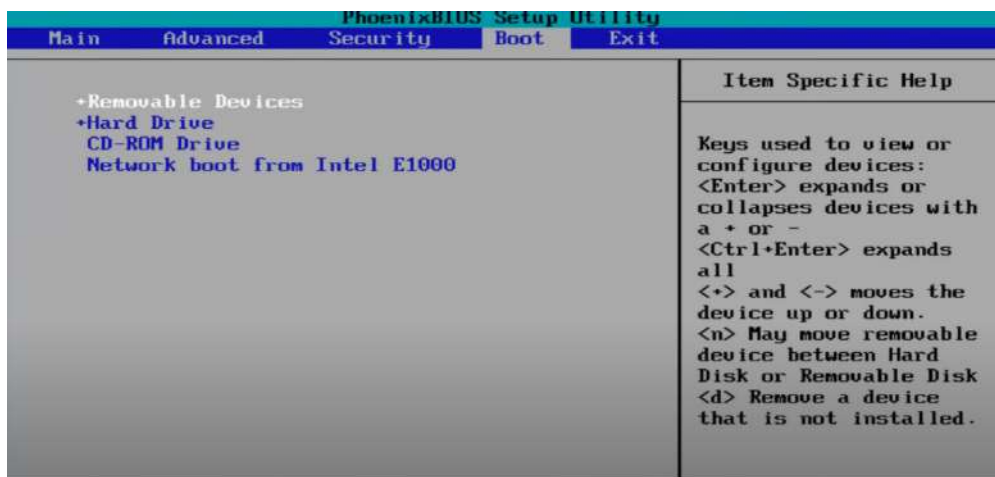 PhoenixBIOS Setup Utility
Main Advanced Security Boot Exit
+Removable Devices
+Hard Drive
CD-ROM Drive
Network boot from Intel E1000
Item Specific Help
Keys used to view or
configure devices:
<Enter> expands or
collapses devices with
a + or -
<Ctrl+Enter> expands
all
<+> and <-> moves the
device up or down.
<n> May move removable
device between Hard
Disk or Removable Disk
<d> Remove a device
that is not installed.